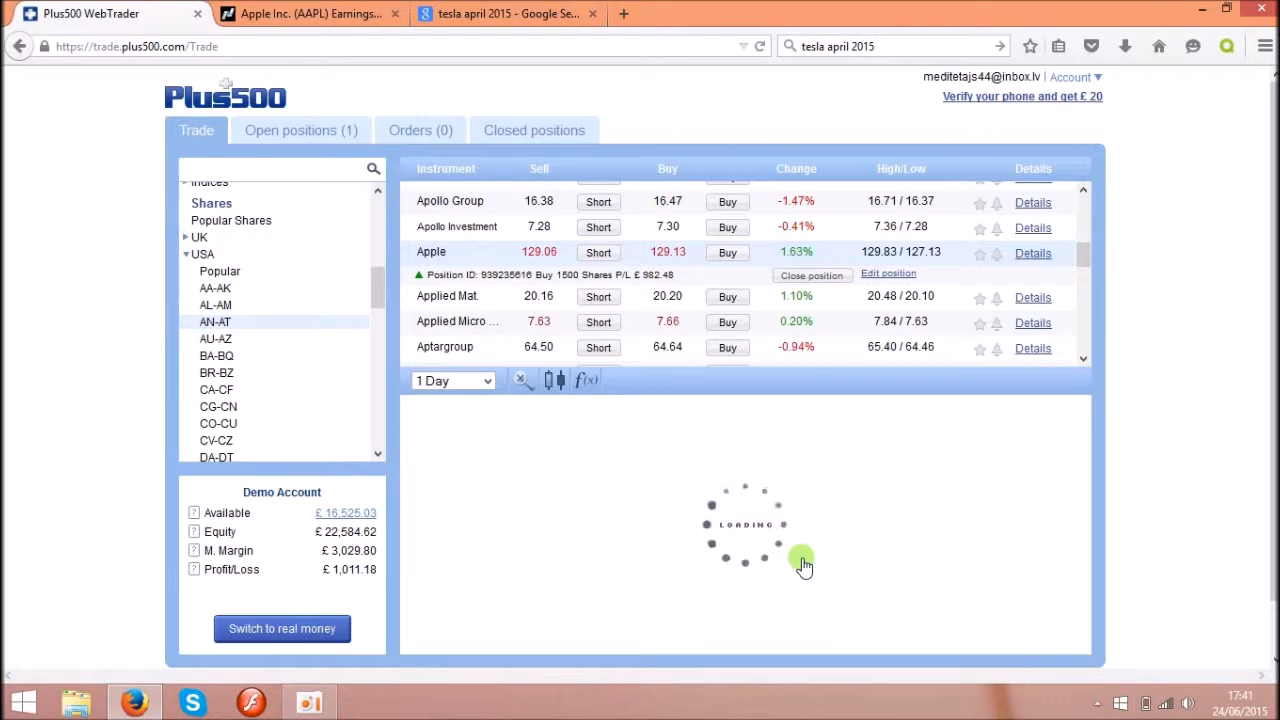 Plus500 WebTrader
Apple Inc. (AAPL) Earnings...
tesla april 2015 - Google Se...
https://trade.plus500.com/Trade
tesla april 2015
meditetajs44@inbox.lv
Account
Verify your phone and get £ 20
Plus500
Trade
Open positions (1)
Orders (0)
Closed positions
Indices
Shares
Popular Shares
UK
USA
Popular
AA-AK
AL-AM
AN-AT
AU-AZ
BA-BQ
BR-BZ
CA-CF
CG-CN
CO-CU
CV-CZ
DA-DT
Instrument Sell Buy Change High/Low Details
Details
Apollo Group 16.38 Short 16.47 Buy -1.47% 16.71 / 16.37 Details
Apollo Investment 7.28 Short 7.30 Buy -0.41% 7.36 / 7.28 Details
Apple 129.06 Short 129.13 Buy 1.63% 129.83 / 127.13 Details
Position ID: 939235616 Buy 1500 Shares P/L £ 982.48 Close position Edit position
Applied Mat. 20.16 Short 20.20 Buy 1.10% 20.48 / 20.10 Details
Applied Micro ... 7.63 Short 7.66 Buy 0.20% 7.84 / 7.63 Details
Aptargroup 64.50 Short 64.64 Buy -0.94% 65.40 / 64.46 Details
1 Day
f(x)
LOADING
Demo Account
? Available £ 16,525.03
? Equity £ 22,584.62
? M. Margin £ 3,029.80
? Profit/Loss £ 1,011.18
Switch to real money
17:41
24/06/2015